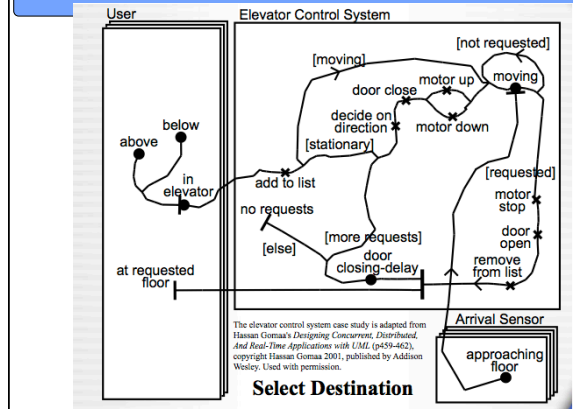 User
Elevator Control System
[not requested]
[moving]
motor up
moving
door close
below
decide on
direction
motor down
above
[stationary]
in
elevator
add to list
[requested]
motor
stop
no requests
door
open
[else]
[more requests]
door
closing-delay
remove
from list
at requested
floor
Arrival Sensor
approaching
floor
The elevator control system case study is adapted from
Hassan Gomaa's Designing Concurrent, Distributed,
And Real-Time Applications with UML (p459-462),
copyright Hassan Gomaa 2001, published by Addison
Wesley. Used with permission.
Select Destination